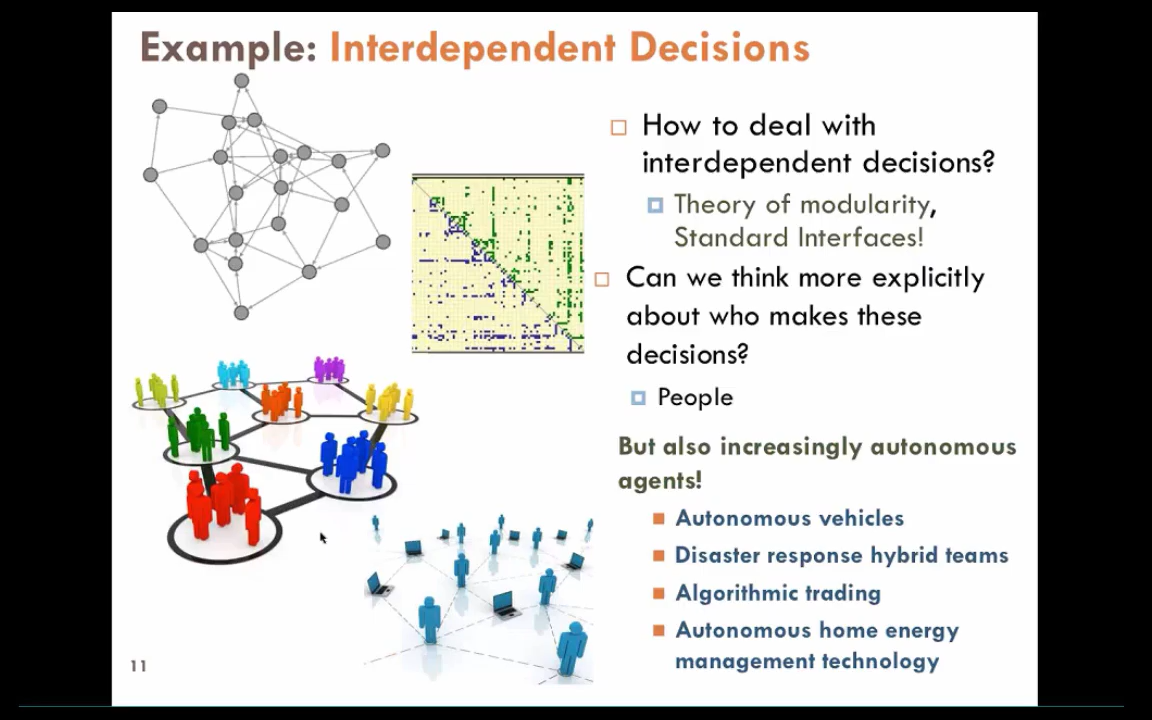 Example: Interdependent Decisions
How to deal with
interdependent decisions?
Theory of modularity,
Standard Interfaces!
Can we think more explicitly
about who makes these
decisions?
People
But also increasingly autonomous
agents!
Autonomous vehicles
Disaster response hybrid teams
Algorithmic trading
Autonomous home energy
management technology
11